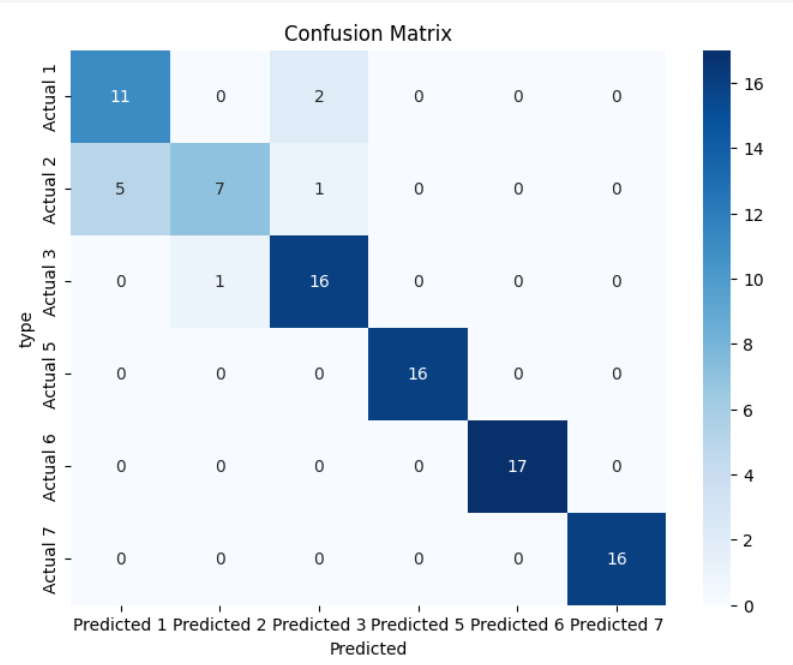 Confusion Matrix
Actual 1 11 0 2 0 0 0
Actual 2 5 7 1 0 0 0
Actual 3 0 1 16 0 0 0
Actual 5 0 0 0 16 0 0
Actual 6 0 0 0 0 17 0
Actual 7 0 0 0 0 0 16
type
Predicted 1 Predicted 2 Predicted 3 Predicted 5 Predicted 6 Predicted 7
Predicted
16
14
12
10
8
6
4
2
0